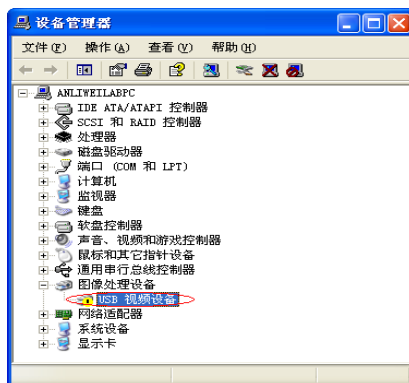 设备管理器
文件(F) 操作(A) 查看(V) 帮助(H)
ANLIWEILABPC
IDE ATA/ATAPI 控制器
SCSI 和 RAID 控制器
处理器
磁盘驱动器
端口 (COM 和 LPT)
计算机
监视器
键盘
软盘控制器
声音、视频和游戏控制器
鼠标和其它指针设备
通用串行总线控制器
图像处理设备
USB 视频设备
网络适配器
系统设备
显示卡